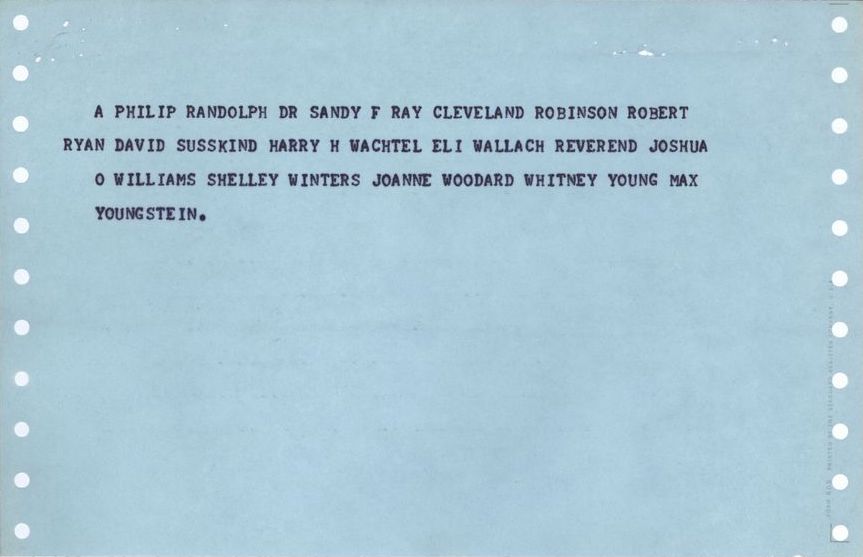 A PHILIP RANDOLPH DR SANDY F RAY CLEVELAND ROBINSON ROBERT
RYAN DAVID SUSSKIND HARRY H WACHTEL ELI WALLACH REVEREND JOSHUA
O WILLIAMS SHELLEY WINTERS JOANNE WOODARD WHITNEY YOUNG MAX
YOUNGSTEIN.